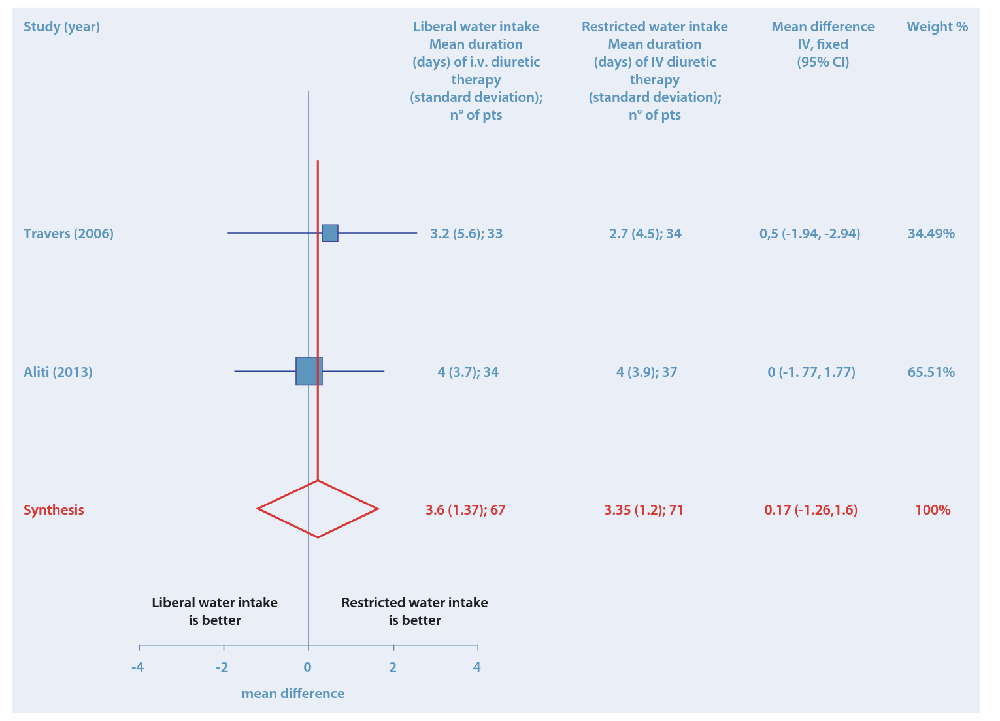 Study (year)
Liberal water intake
Mean duration
(days) of i.v. diuretic
therapy
(standard deviation);
n° of pts
Restricted water intake
Mean duration
(days) of IV diuretic
therapy
(standard deviation);
n° of pts
Mean difference
IV, fixed
(95% CI)
Weight %
Travers (2006)
3.2 (5.6); 33
2.7 (4.5); 34
0,5 (-1.94, -2.94)
34.49%
Aliti (2013)
4 (3.7); 34
4 (3.9); 37
0 (-1. 77, 1.77)
65.51%
Synthesis
3.6 (1.37); 67
3.35 (1.2); 71
0.17 (-1.26,1.6)
100%
Liberal water intake
is better
Restricted water intake
is better
-4
-2
0
2
4
mean difference